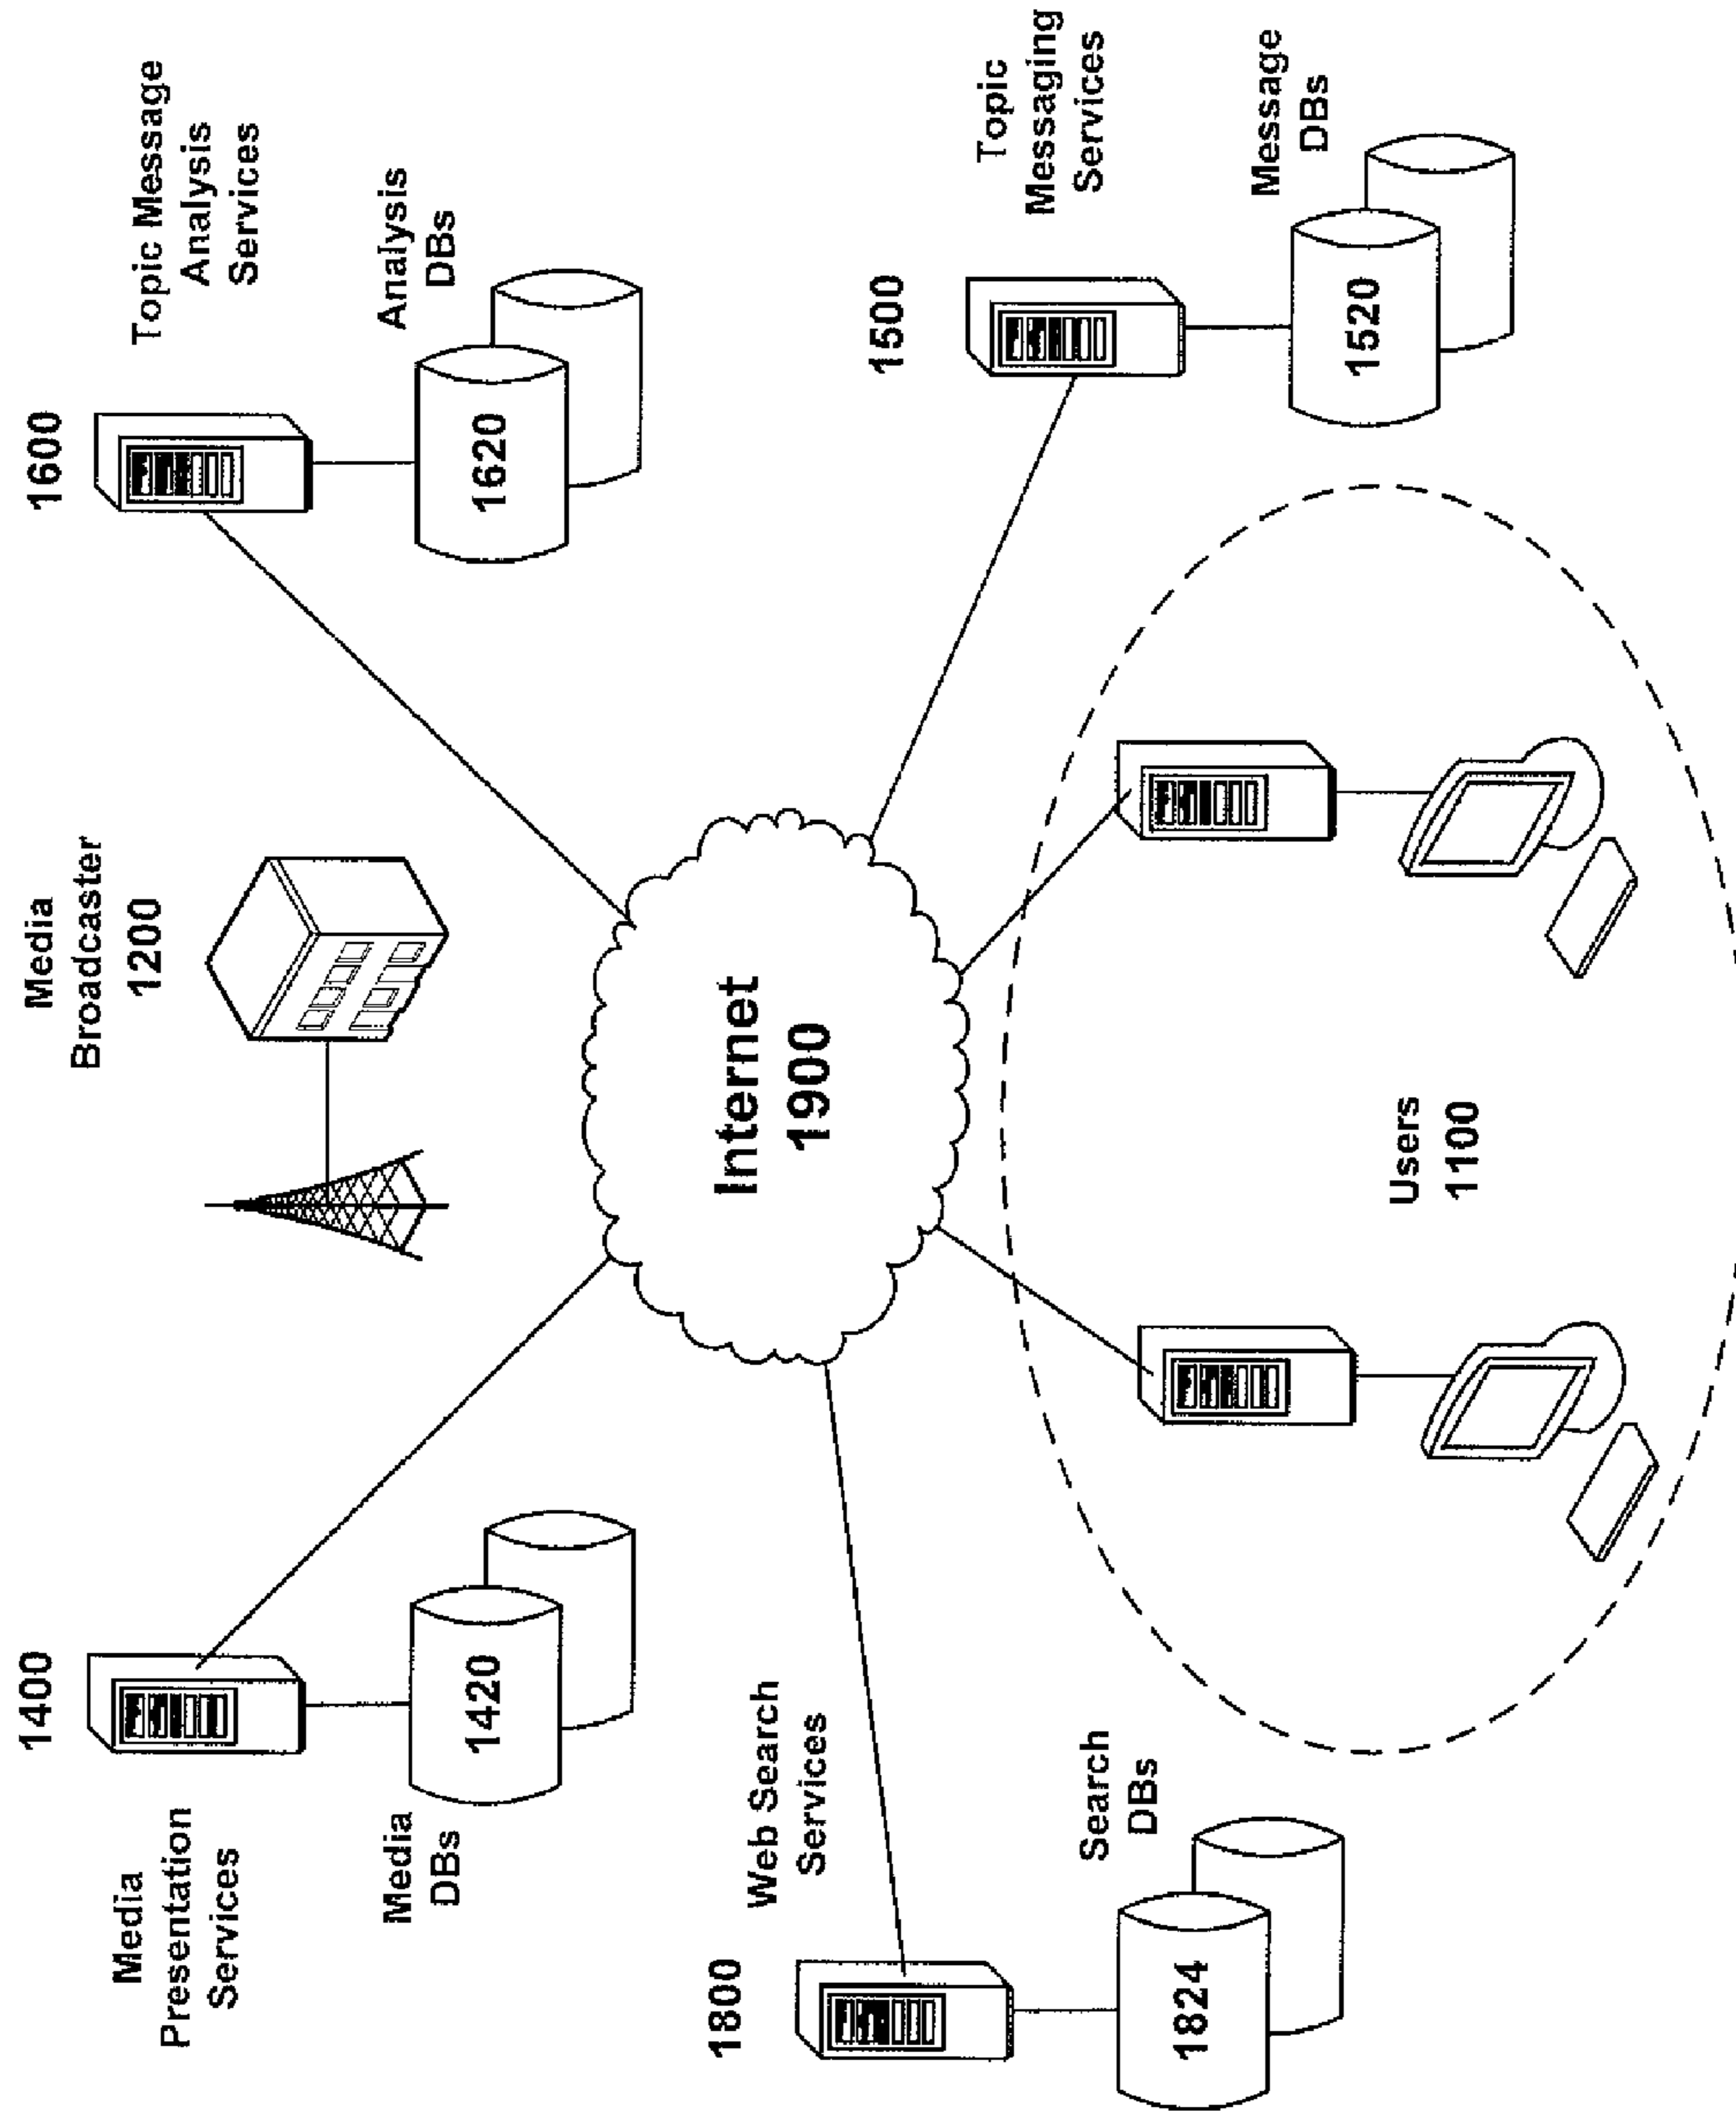 1400
Media
Presentation
Services
1420
Media
DBs
Media
Broadcaster
1200
1600
Topic Message
Analysis
Services
1620
Analysis
DBs
Internet
1900
1800
Web Search
Services
1824
Search
DBs
Users
1100
1500
Topic
Messaging
Services
1520
Message
DBs